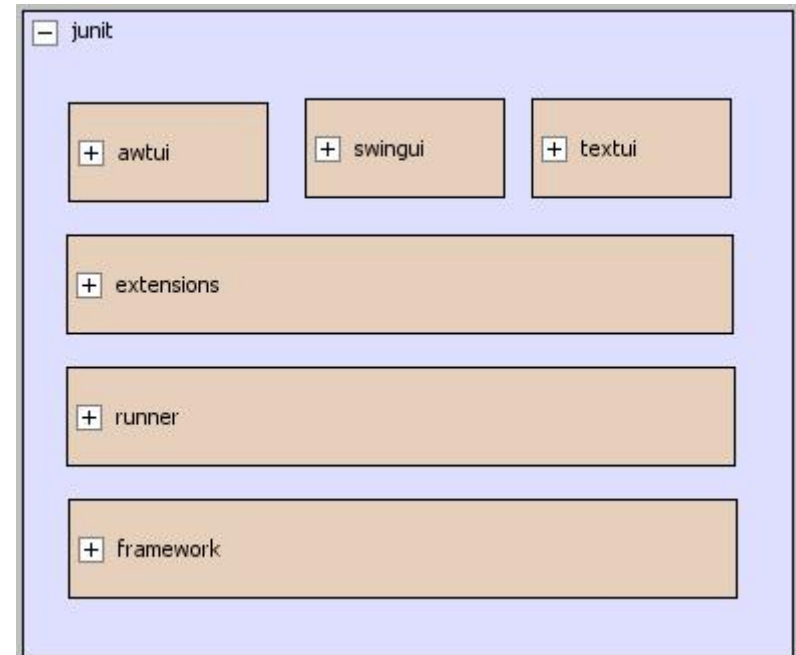 junit
awtui
swingui
textui
extensions
runner
framework